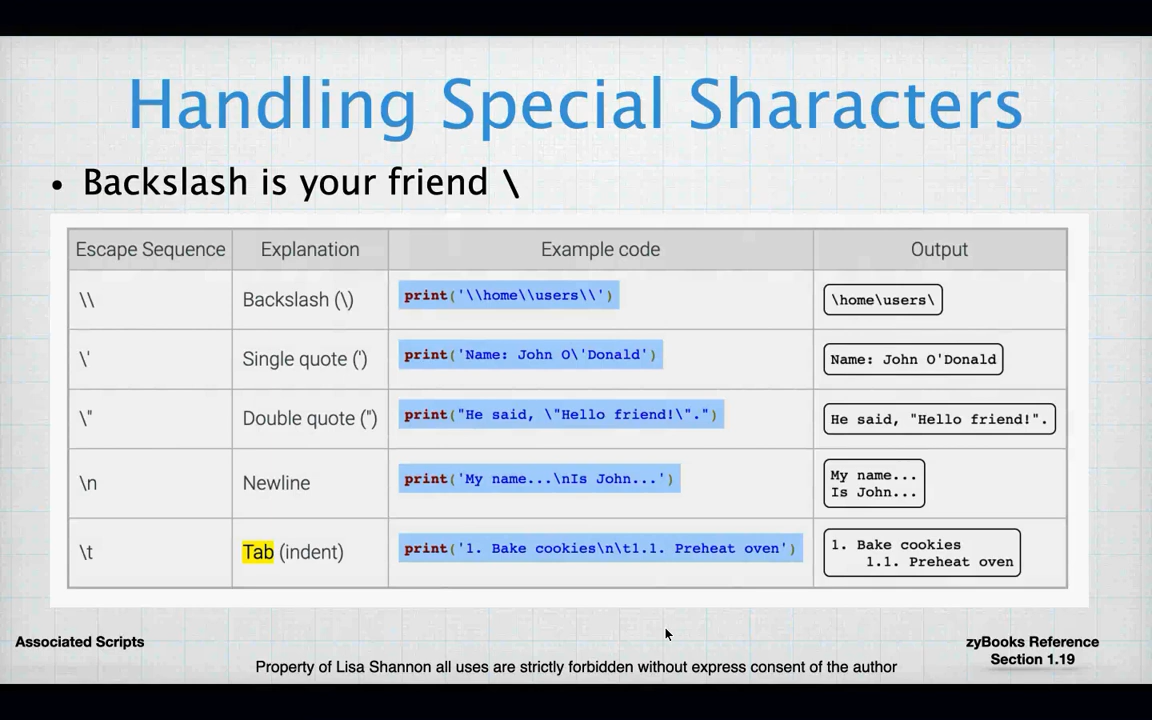 Handling Special Sharacters
• Backslash is your friend \
Escape Sequence Explanation Example code Output
\\ Backslash (\) print('\\home\\users\\') \home\users\
\' Single quote (') print('Name: John O\'Donald') Name: John O'Donald
\" Double quote (") print("He said, \"Hello friend!\".") He said, "Hello friend!".
\n Newline print('My name...\nIs John...') My name...
Is John...
\t Tab (indent) print('1. Bake cookies\n\t1.1. Preheat oven') 1. Bake cookies
1.1. Preheat oven
Associated Scripts
zyBooks Reference
Section 1.19
Property of Lisa Shannon all uses are strictly forbidden without express consent of the author